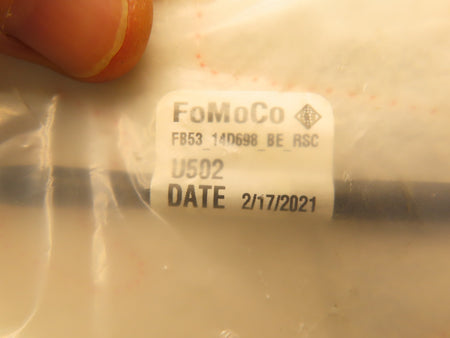 FoMoCo
FB53_14D698_BE_RSC
U502
DATE 2/17/2021